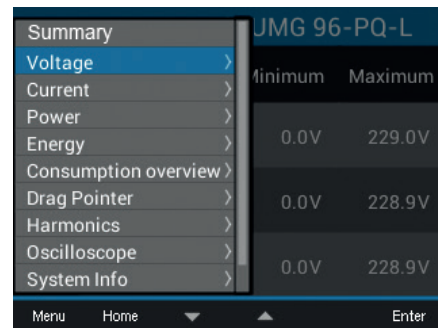 Summary
UMG 96-PQ-L
Voltage
Minimum Maximum
Current
Power
Energy
0.0V 229.0V
Consumption overview
Drag Pointer
0.0V 228.9V
Harmonics
Oscilloscope
0.0V 228.9V
System Info
Menu Home Enter